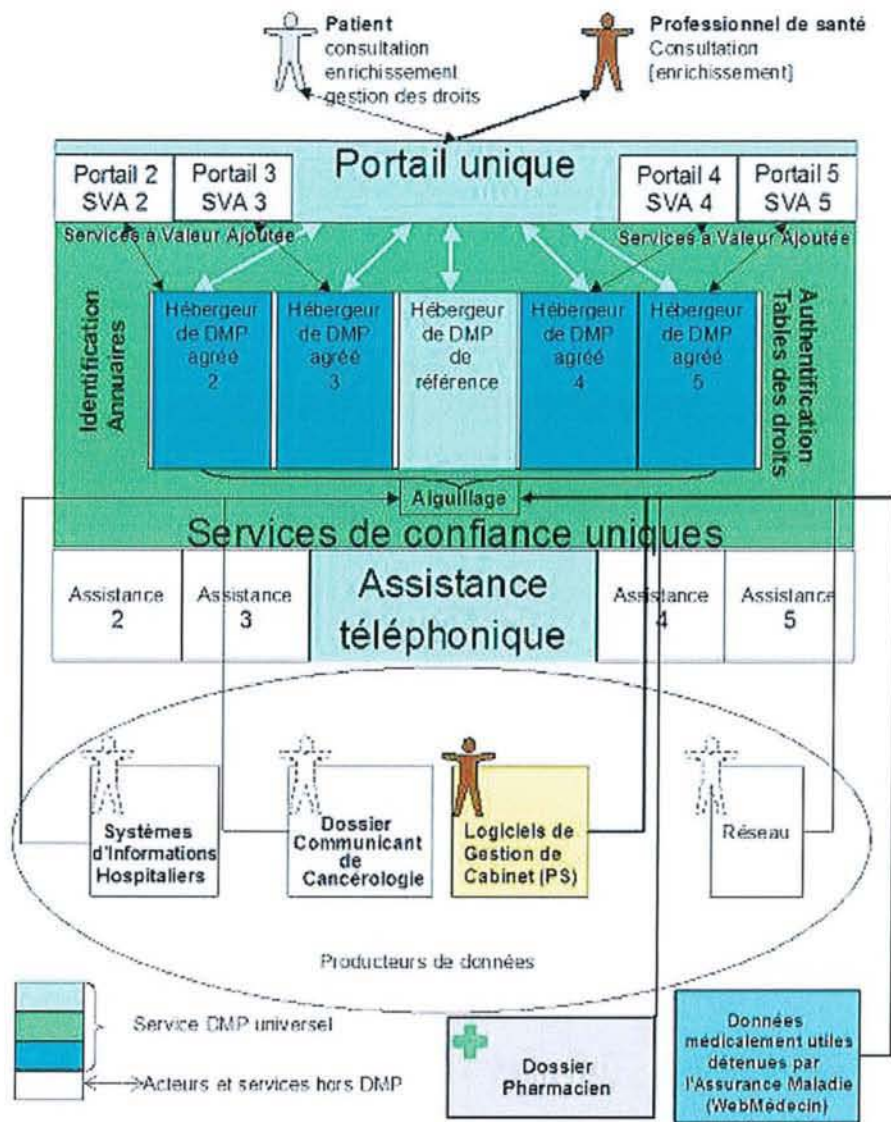 Patient
consultation
enrichissement
gestion des droits
Professionnel de santé
Consultation
[enrichissement]
Portail unique
Portail 2
SVA 2
Portail 3
SVA 3
Portail 4
SVA 4
Portail 5
SVA 5
Services à Valeur Ajoutée
Services à Valeur Ajoutée
Identification
Annuaires
Hébergeur
de DMP
agréé
2
Hébergeur
de DMP
agréé
3
Hébergeur
de DMP
de
référence
Hébergeur
de DMP
agréé
4
Hébergeur
de DMP
agréé
5
Authentification
Tables des droits
Aiguillage
Services de confiance uniques
Assistance
2
Assistance
3
Assistance
téléphonique
Assistance
4
Assistance
5
Systèmes
d'Informations
Hospitaliers
Dossier
Communicant
de
Cancérologie
Logiciels de
Gestion de
Cabinet (PS)
Réseau
Producteurs de données
Service DMP universel
Acteurs et services hors DMP
Dossier
Pharmacien
Données
médicalement utiles
détenues par
l'Assurance Maladie
(WebMédecin)